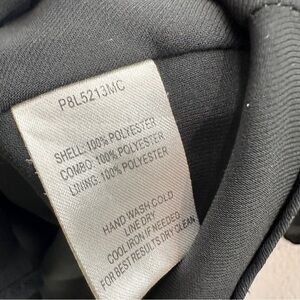 P8L5213MC
SHELL: 100% POLYESTER
COMBO: 100% POLYESTER
LINING: 100% POLYESTER
HAND WASH COLD
LINE DRY
COOL IRON IF NEEDED
FOR BEST RESULTS DRY CLEAN